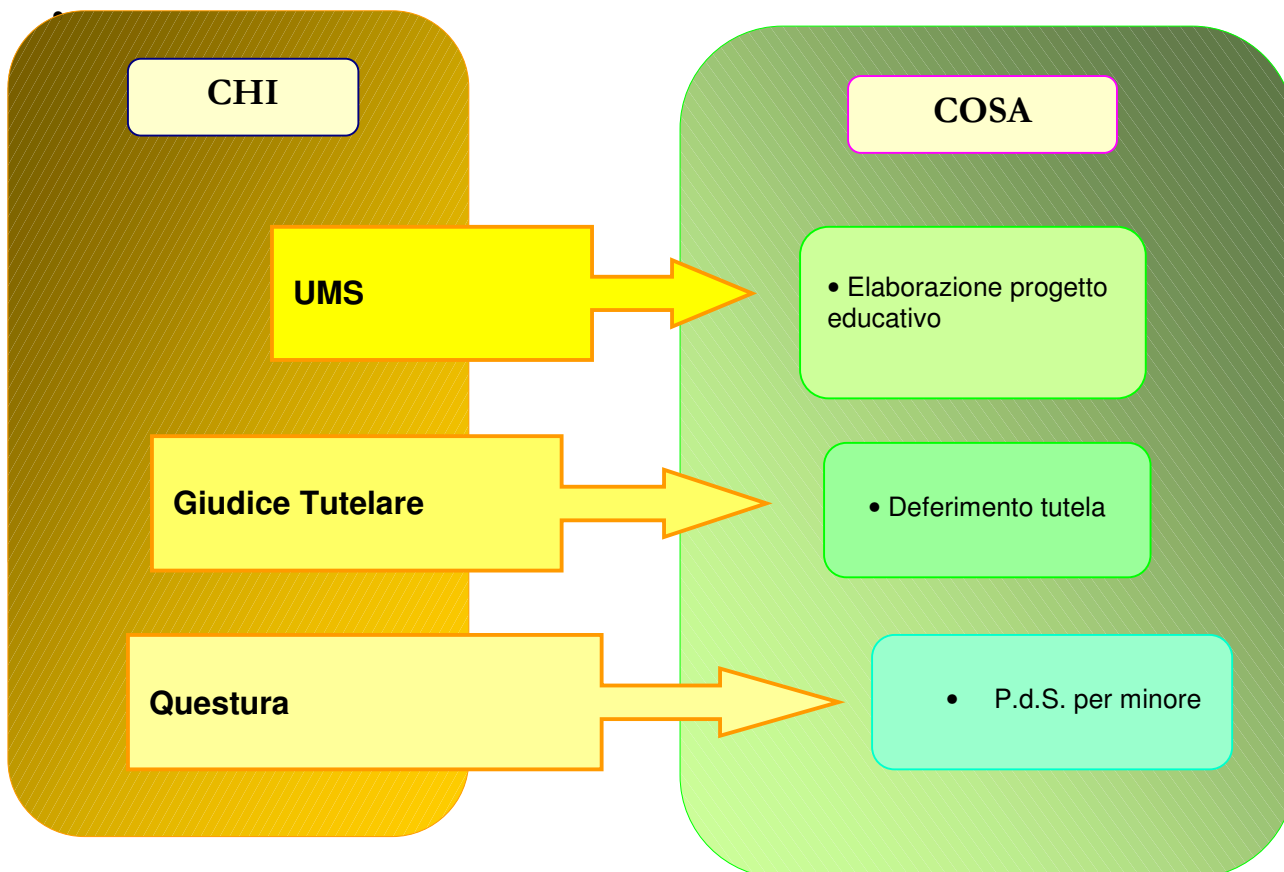 CHI
COSA
UMS
• Elaborazione progetto
educativo
Giudice Tutelare
• Deferimento tutela
Questura
• P.d.S. per minore